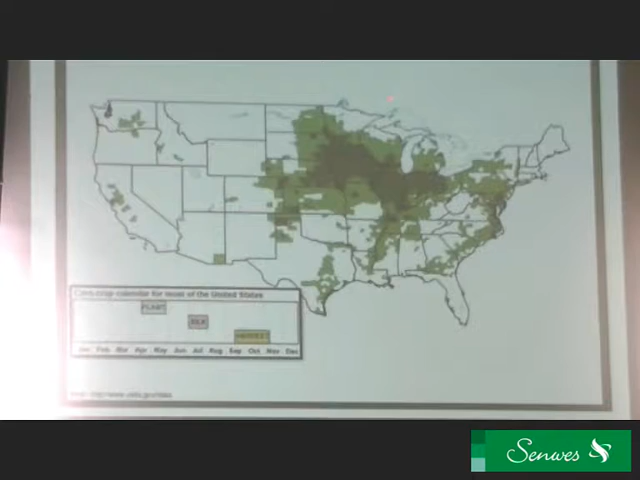 Corn crop calendar for most of the United States
PLANT
SILK
HARVEST
Jan Feb Mar Apr May Jun Jul Aug Sep Oct Nov Dec
Senwes